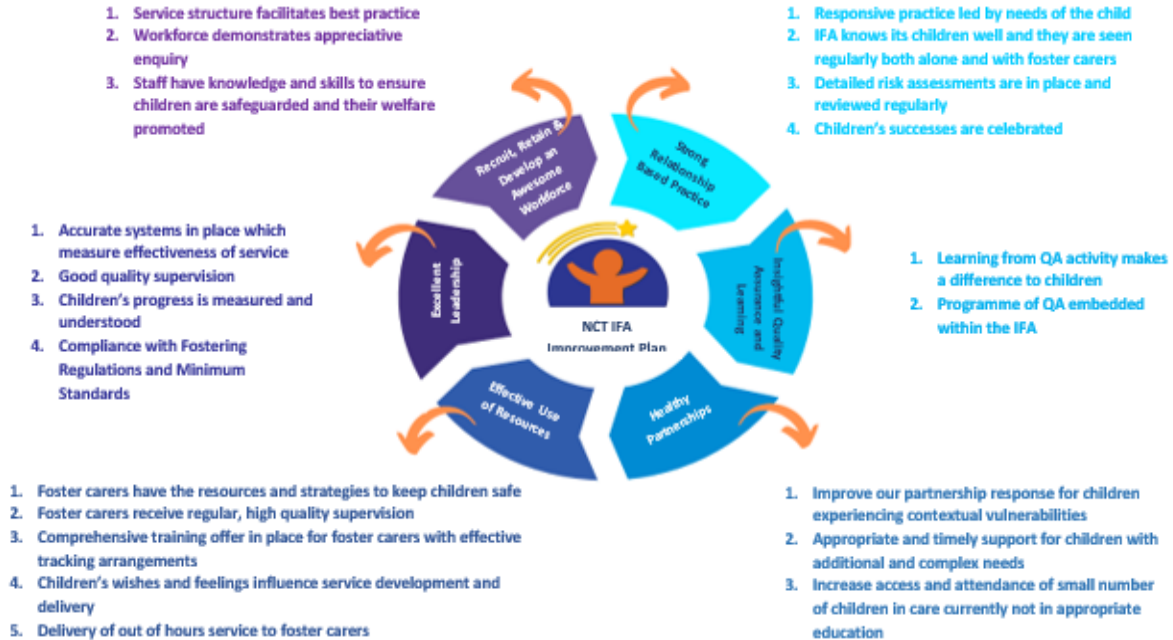 1. Service structure facilitates best practice
2. Workforce demonstrates appreciative
enquiry
3. Staff have knowledge and skills to ensure
children are safeguarded and their welfare
promoted
1. Responsive practice led by needs of the child
2. IFA knows its children well and they are seen
regularly both alone and with foster carers
3. Detailed risk assessments are in place and
reviewed regularly
4. Children's successes are celebrated
Recruit, Retain &
Develop an
Awesome
Workforce
Strong
Relationship
Based Practice
1. Accurate systems in place which
measure effectiveness of service
2. Good quality supervision
3. Children's progress is measured and
understood
4. Compliance with Fostering
Regulations and Minimum
Standards
Excellent
Leadership
NCT IFA
Improvement Plan
Insightful Quality
Assurance and
Learning
1. Learning from QA activity makes
a difference to children
2. Programme of QA embedded
within the IFA
Effective Use
of Resources
Healthy
Partnerships
1. Foster carers have the resources and strategies to keep children safe
2. Foster carers receive regular, high quality supervision
3. Comprehensive training offer in place for foster carers with effective
tracking arrangements
4. Children's wishes and feelings influence service development and
delivery
5. Delivery of out of hours service to foster carers
1. Improve our partnership response for children
experiencing contextual vulnerabilities
2. Appropriate and timely support for children with
additional and complex needs
3. Increase access and attendance of small number
of children in care currently not in appropriate
education